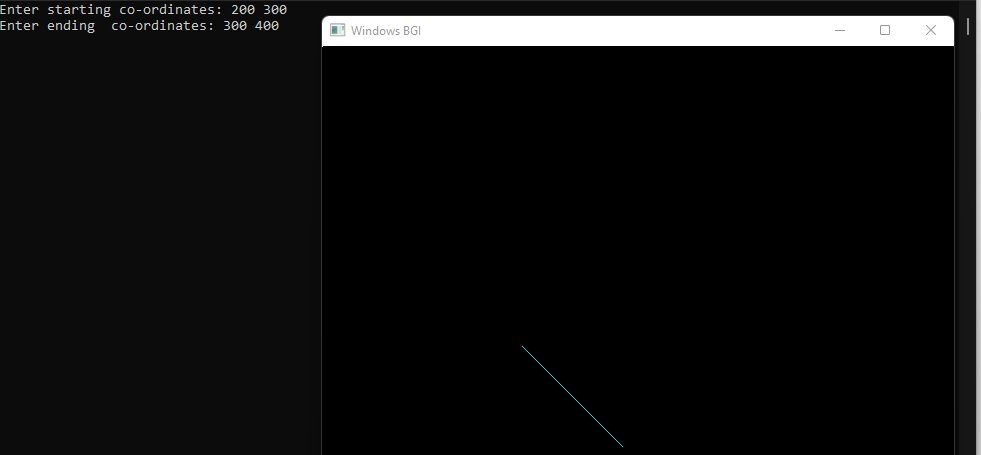 Enter starting co-ordinates: 200 300
Enter ending  co-ordinates: 300 400
Windows BGI